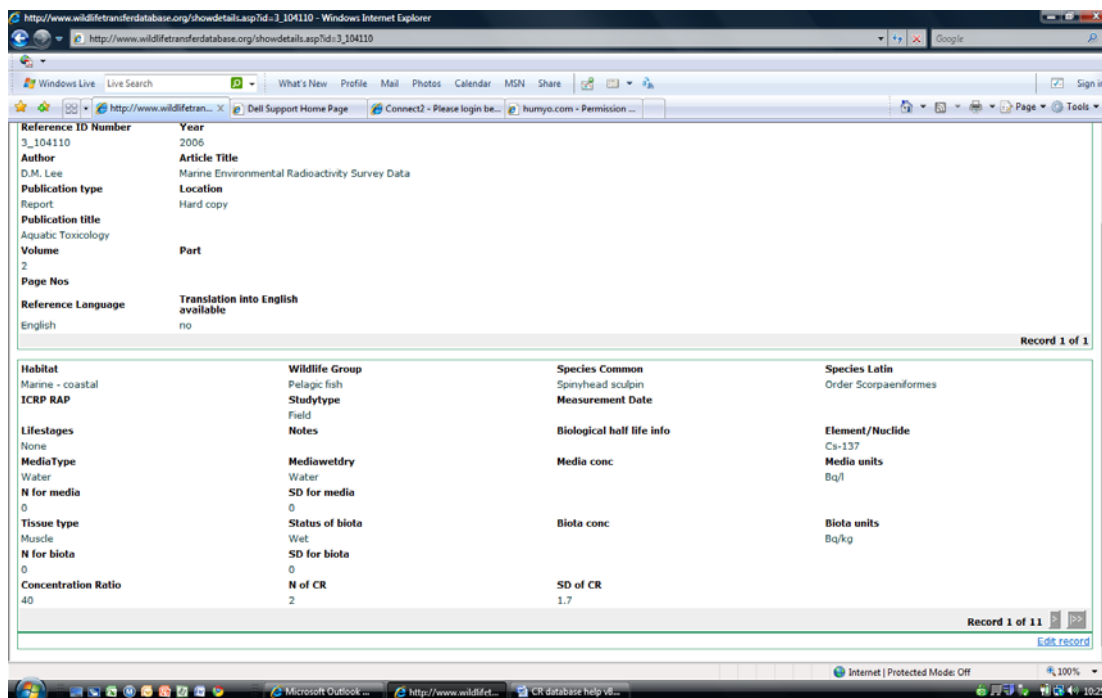 http://www.wildlifetransferdatabase.org/showdetails.asp?id=3_104110 - Windows Internet Explorer
http://www.wildlifetransferdatabase.org/showdetails.asp?id=3_104110 Google
Windows Live Live Search What's New Profile Mail Photos Calendar MSN Share Sign in
http://www.wildlifetran... X Dell Support Home Page Connect2 - Please login be... humyo.com - Permission ... Page Tools
Reference ID Number Year
3_104110 2006
Author Article Title
D.M. Lee Marine Environmental Radioactivity Survey Data
Publication type Location
Report Hard copy
Publication title
Aquatic Toxicology
Volume Part
2
Page Nos
Reference Language Translation into English
available
English no
Record 1 of 1
Habitat Wildlife Group Species Common Species Latin
Marine - coastal Pelagic fish Spinyhead sculpin Order Scorpaeniformes
ICRP RAP Studytype Measurement Date
Field
Lifestages Notes Biological half life info Element/Nuclide
None Cs-137
MediaType Mediawetdry Media conc Media units
Water Water Bq/l
N for media SD for media
0 0
Tissue type Status of biota Biota conc Biota units
Muscle Wet Bq/kg
N for biota SD for biota
0 0
Concentration Ratio N of CR SD of CR
40 2 1.7
Record 1 of 11 > >>
Edit record
Internet | Protected Mode: Off 100%
Microsoft Outlook ... http://www.wildlifet... CR database help v8...